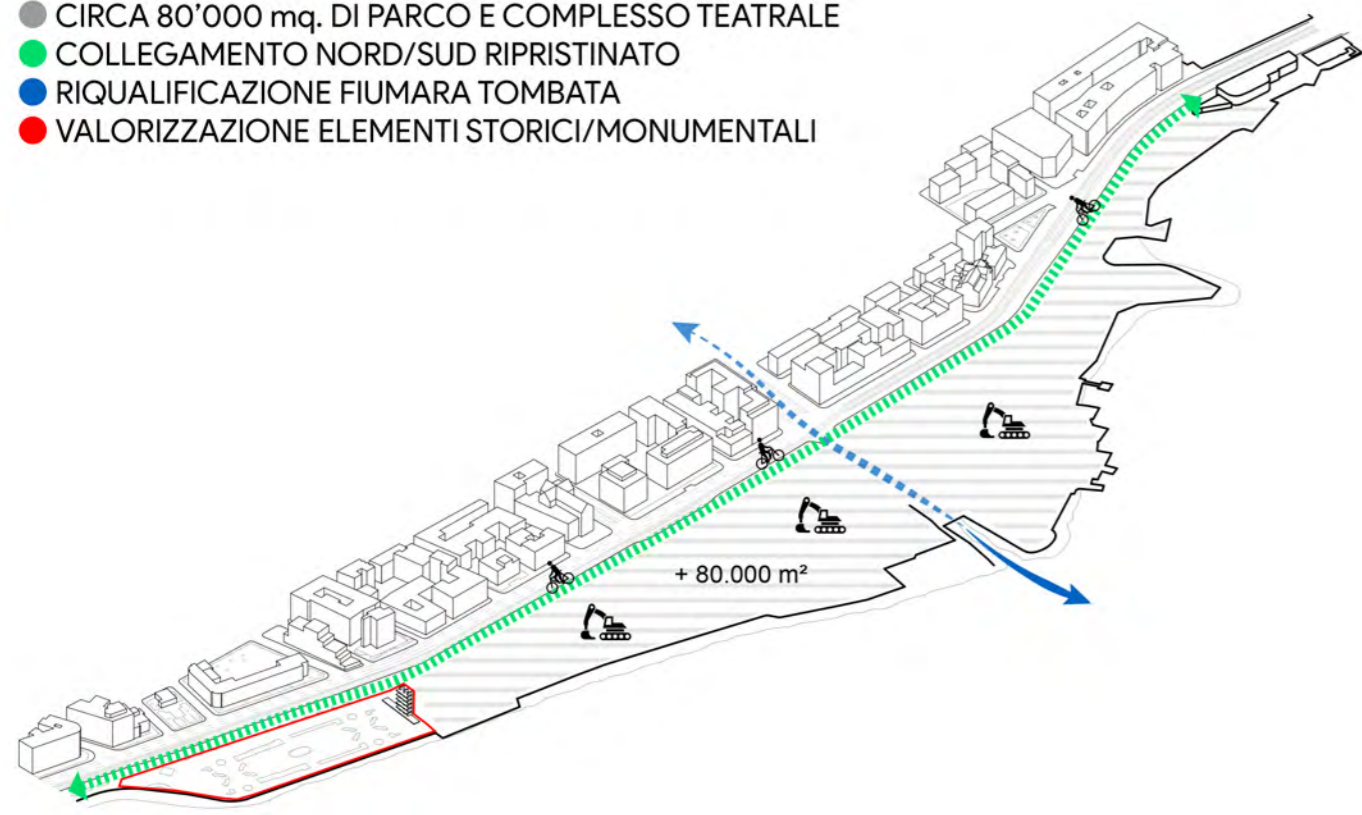 CIRCA 80'000 mq. DI PARCO E COMPLESSO TEATRALE
COLLEGAMENTO NORD/SUD RIPRISTINATO
RIQUALIFICAZIONE FIUMARA TOMBATA
VALORIZZAZIONE ELEMENTI STORICI/MONUMENTALI
+ 80.000 m²